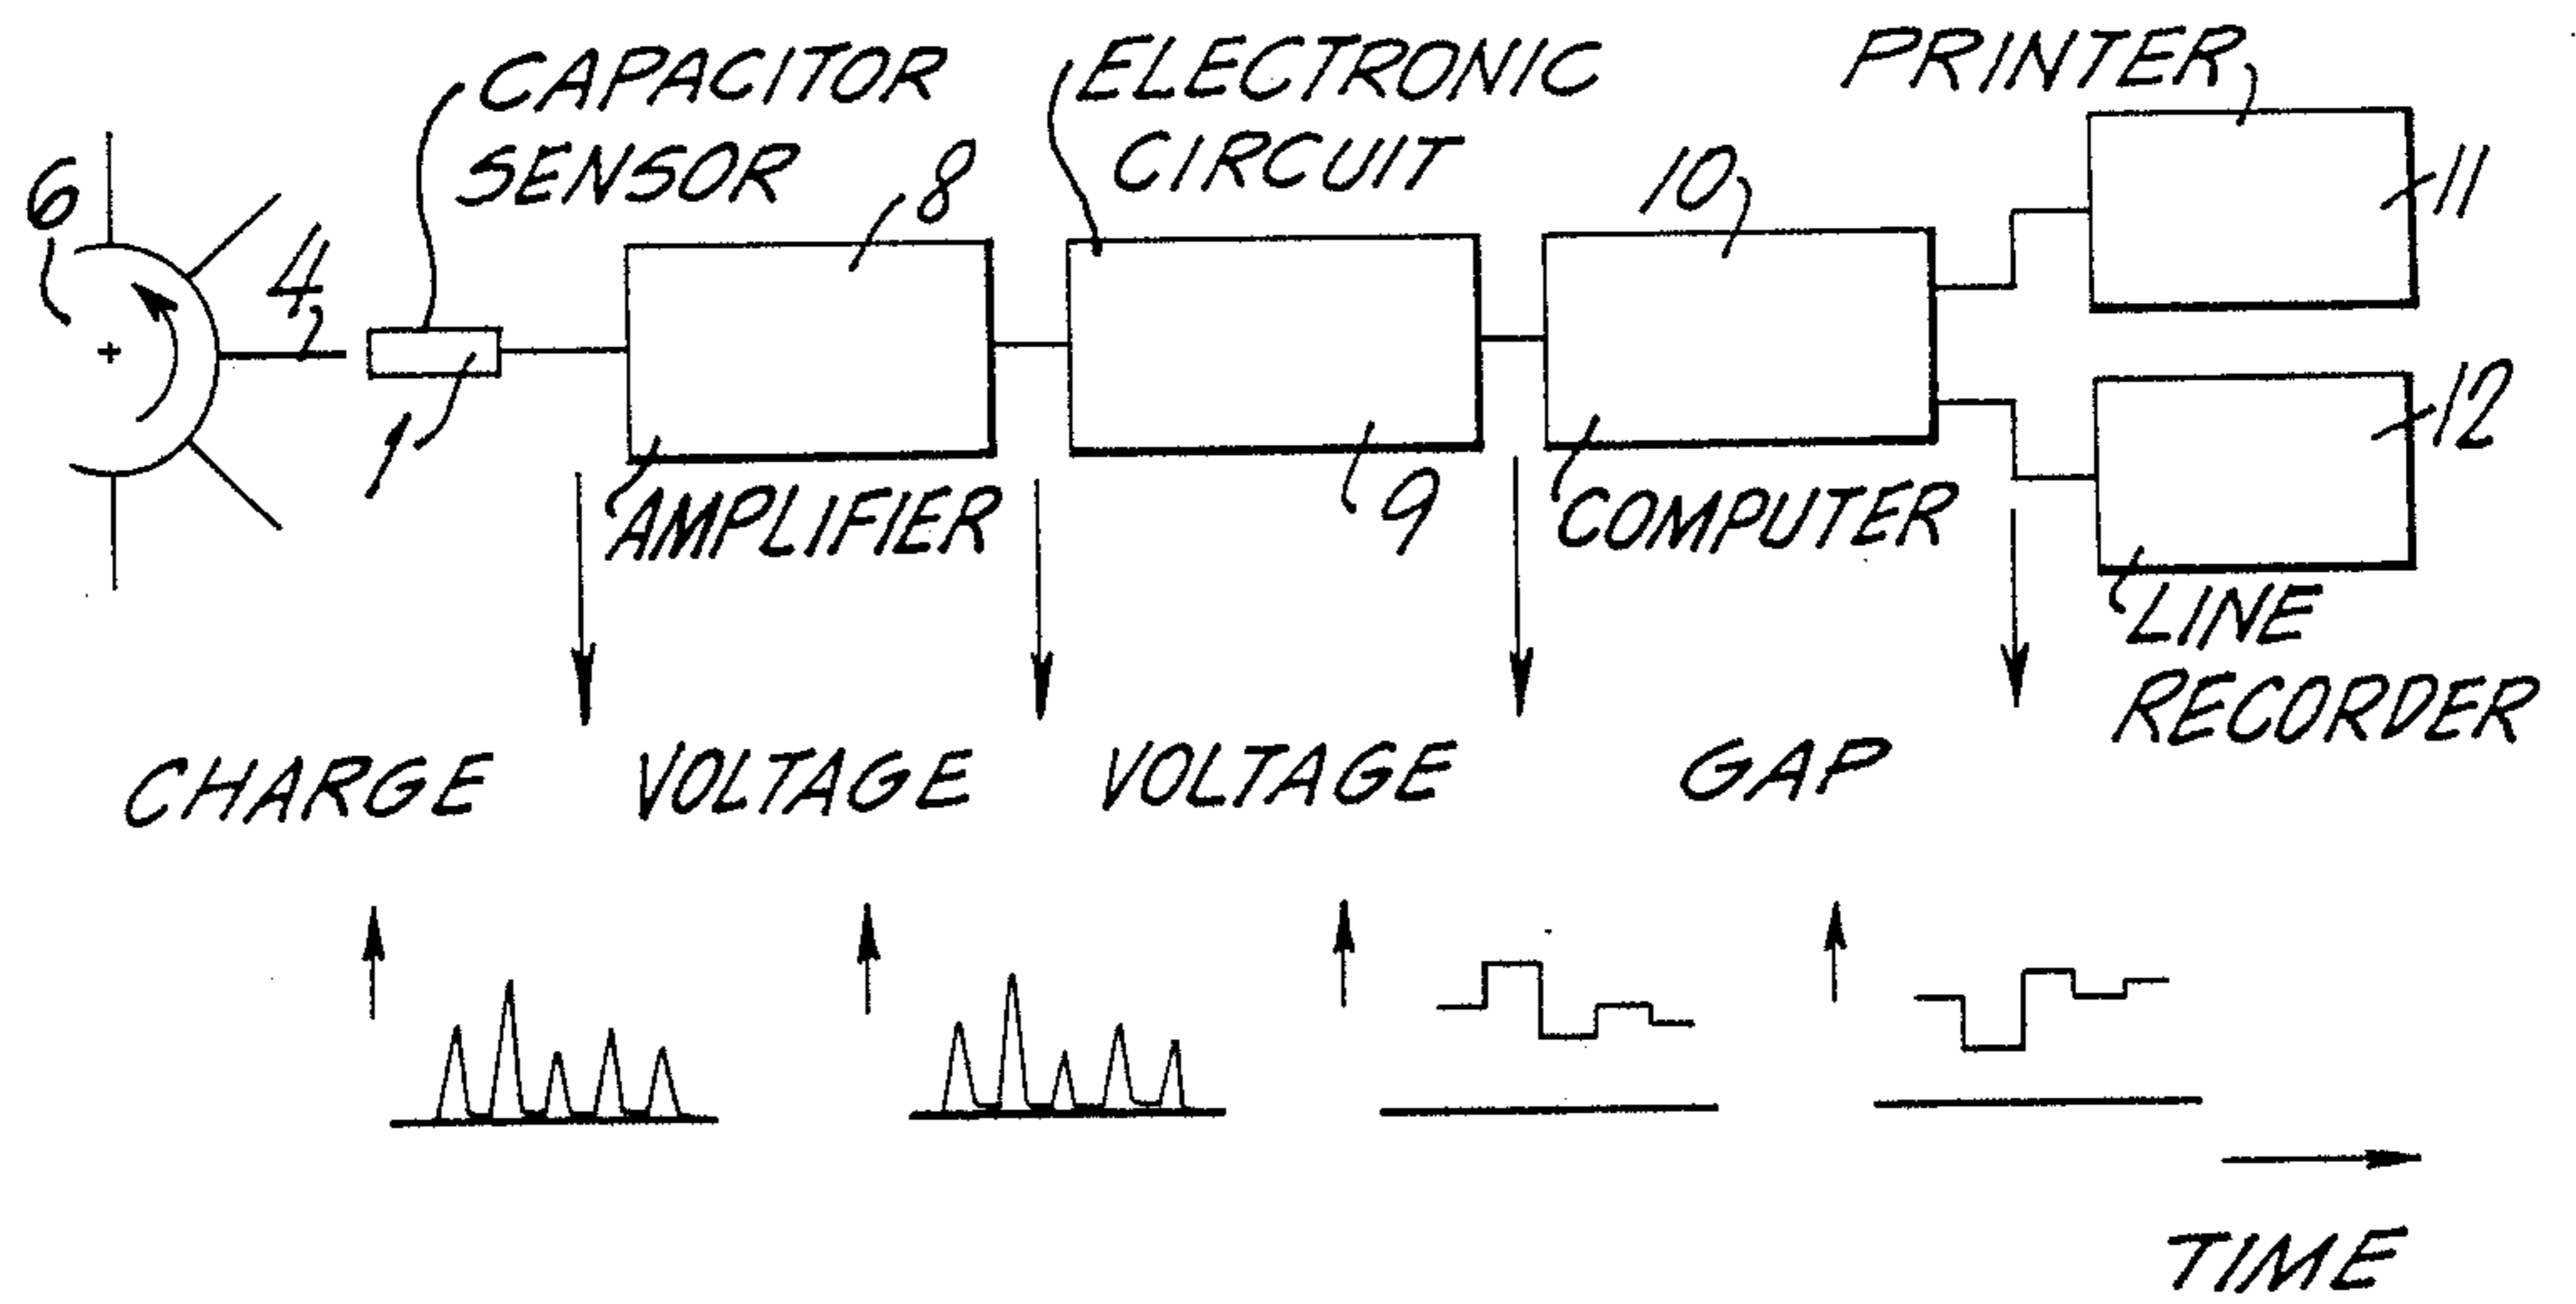 CAPACITOR
SENSOR
ELECTRONIC
CIRCUIT
PRINTER
6
4
8
10
11
1
AMPLIFIER
9
COMPUTER
12
LINE
RECORDER
CHARGE
VOLTAGE
VOLTAGE
GAP
TIME